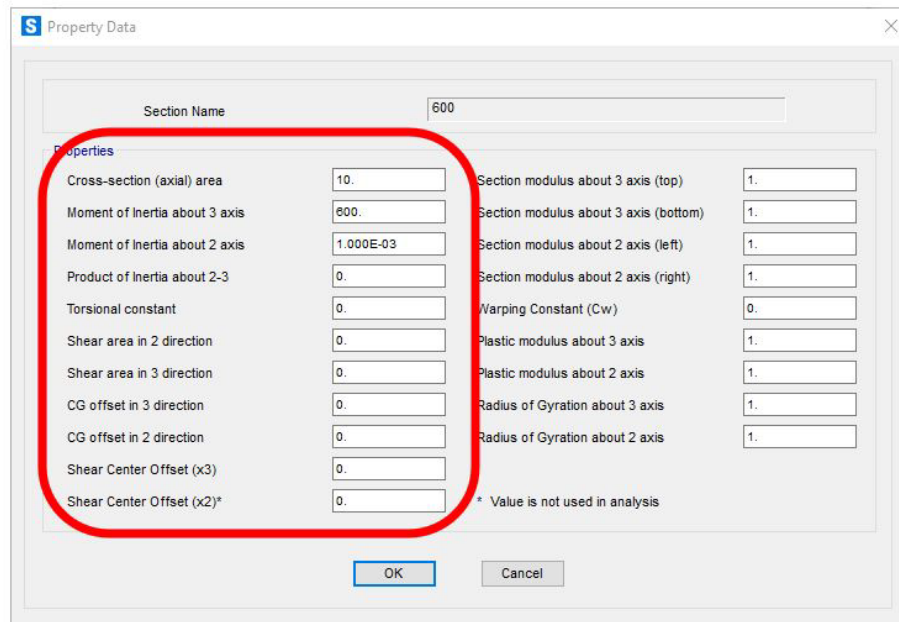 S Property Data
Section Name 600
Properties
Cross-section (axial) area 10. Section modulus about 3 axis (top) 1.
Moment of Inertia about 3 axis 600. Section modulus about 3 axis (bottom) 1.
Moment of Inertia about 2 axis 1.000E-03 Section modulus about 2 axis (left) 1.
Product of Inertia about 2-3 0. Section modulus about 2 axis (right) 1.
Torsional constant 0. Warping Constant (Cw) 0.
Shear area in 2 direction 0. Plastic modulus about 3 axis 1.
Shear area in 3 direction 0. Plastic modulus about 2 axis 1.
CG offset in 3 direction 0. Radius of Gyration about 3 axis 1.
CG offset in 2 direction 0. Radius of Gyration about 2 axis 1.
Shear Center Offset (x3) 0.
Shear Center Offset (x2)* 0. * Value is not used in analysis
OK Cancel